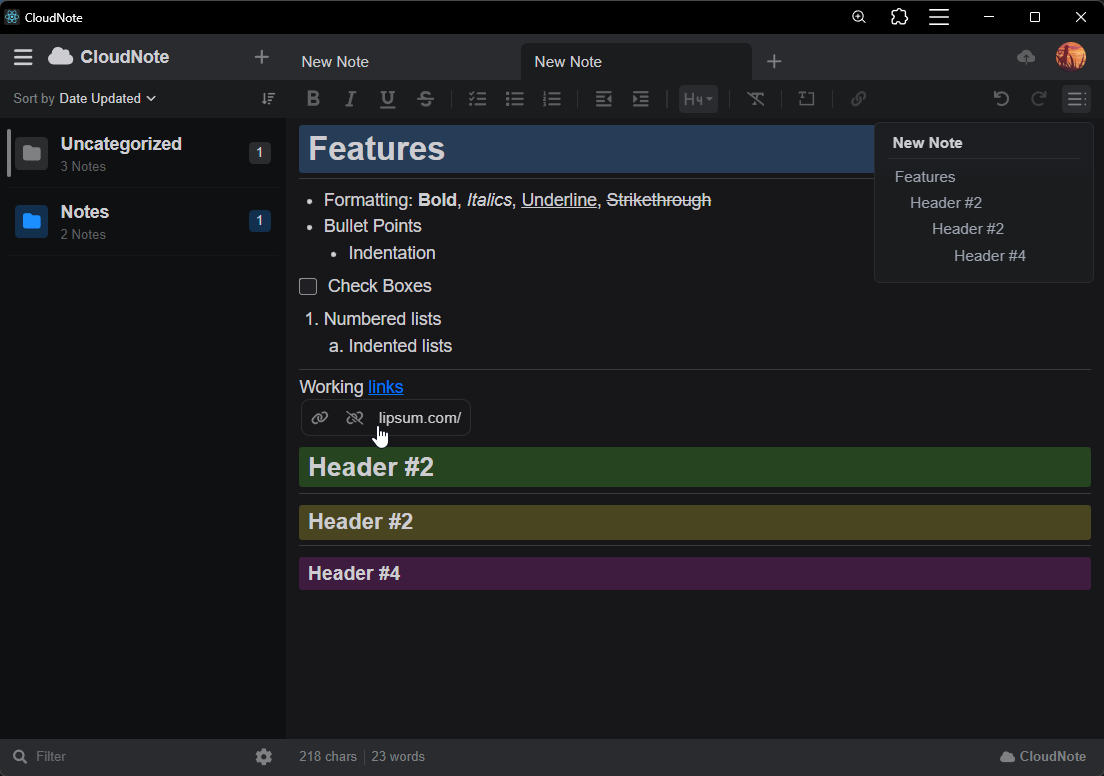 CloudNote
CloudNote
New Note
New Note
Sort by Date Updated
B I U S
H4
Uncategorized
3 Notes
1
Notes
2 Notes
1
Features
• Formatting: Bold, Italics, Underline, Strikethrough
• Bullet Points
• Indentation
Check Boxes
1. Numbered lists
a. Indented lists
Working links
lipsum.com/
Header #2
Header #2
Header #4
New Note
Features
Header #2
Header #2
Header #4
Filter
218 chars
23 words
CloudNote